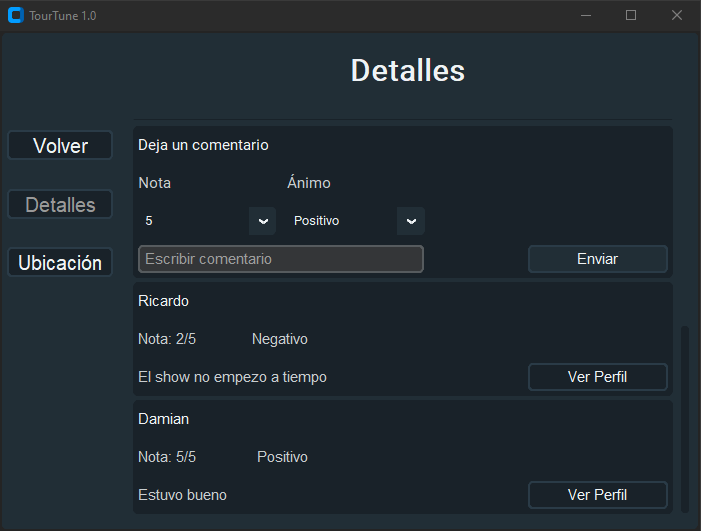 TourTune 1.0
Detalles
Volver
Detalles
Ubicación
Deja un comentario
Nota Ánimo
5 Positivo
Escribir comentario Enviar
Ricardo
Nota: 2/5 Negativo
El show no empezo a tiempo Ver Perfil
Damian
Nota: 5/5 Positivo
Estuvo bueno Ver Perfil